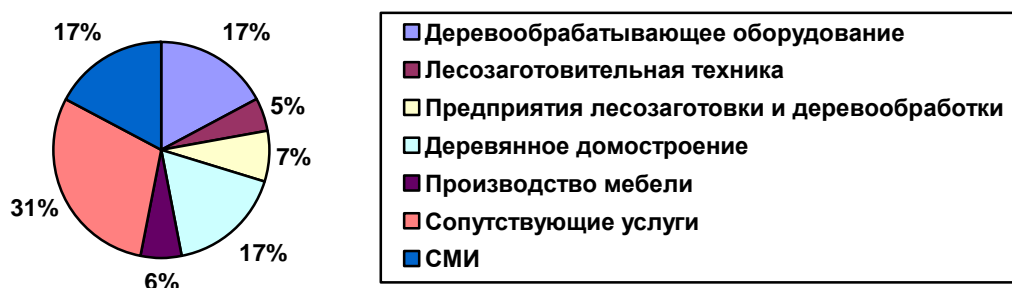 17%
17%
5%
7%
17%
6%
31%
Деревообрабатывающее оборудование
Лесозаготовительная техника
Предприятия лесозаготовки и деревообработки
Деревянное домостроение
Производство мебели
Сопутствующие услуги
СМИ